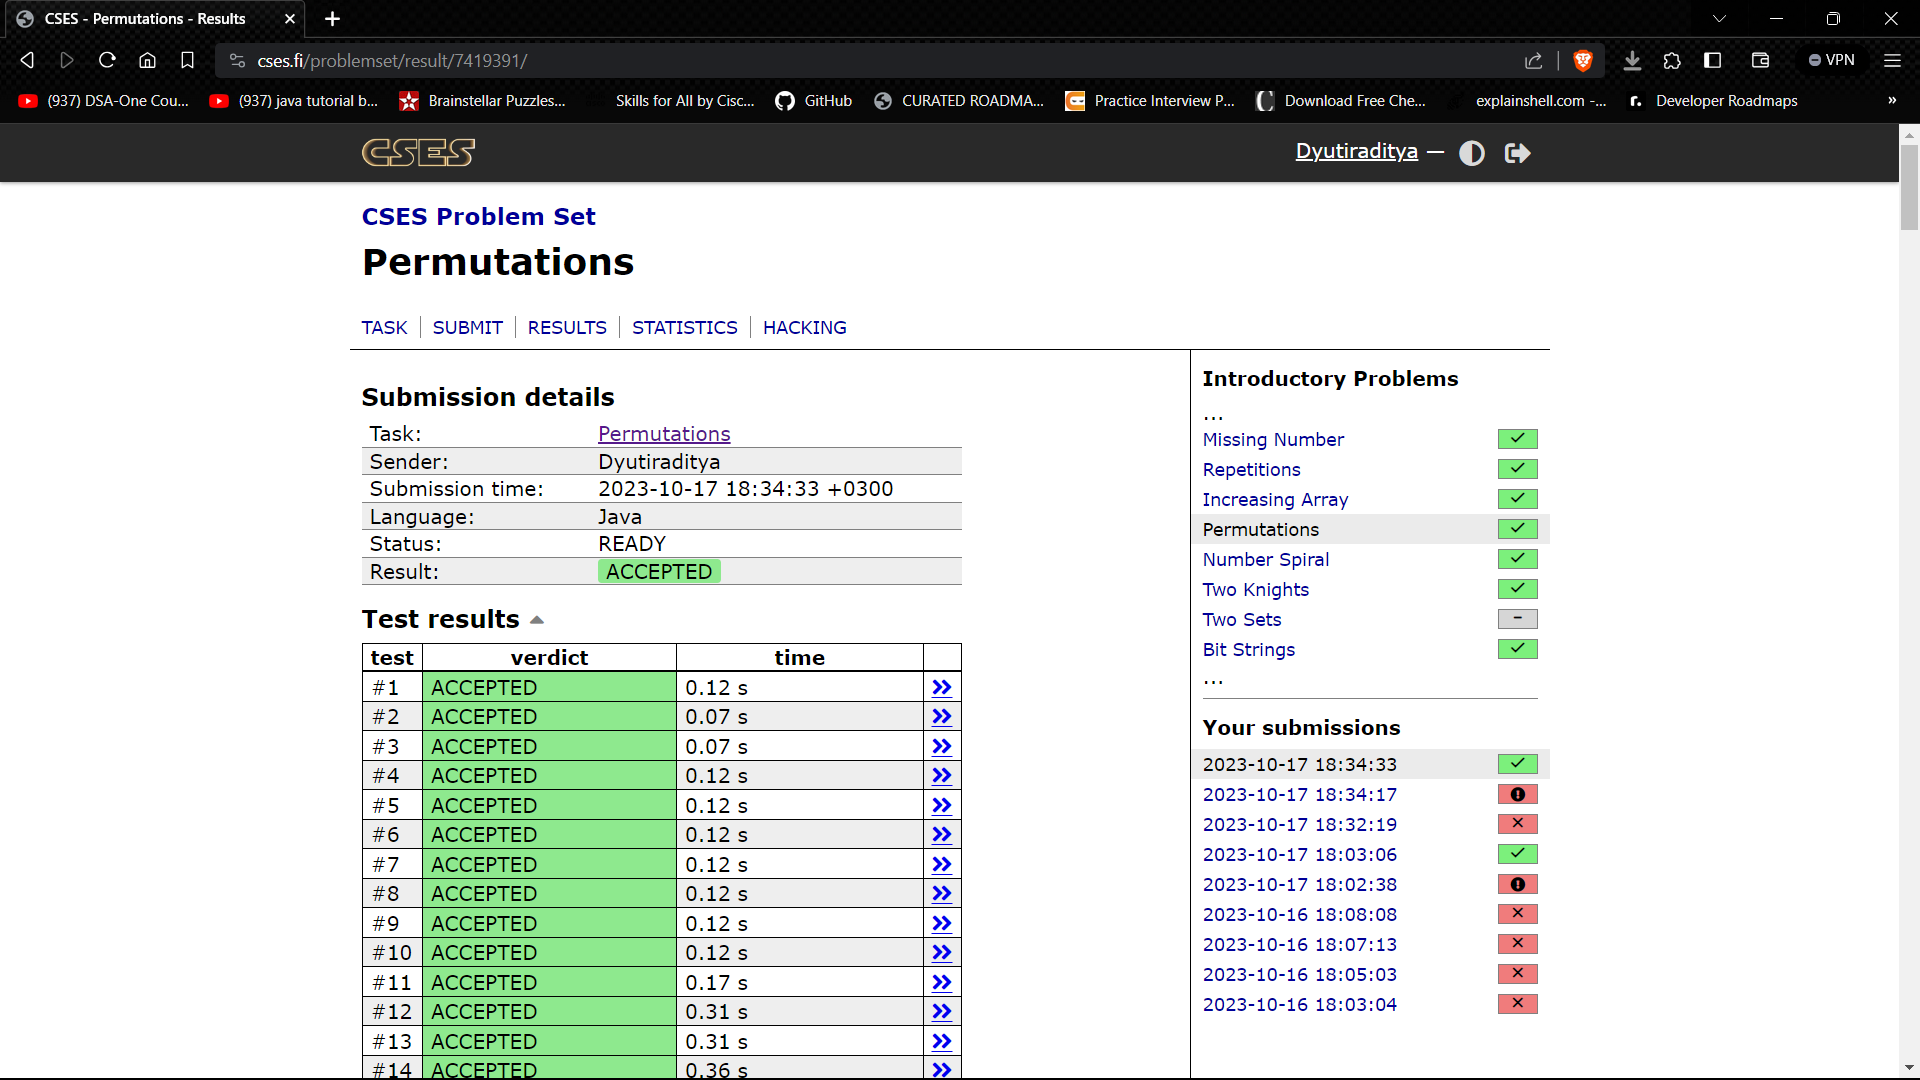 CSES - Permutations - Results
cses.fi/problemset/result/7419391/
VPN
(937) DSA-One Cou...
(937) java tutorial b...
Brainstellar Puzzles...
Skills for All by Cisc...
GitHub
CURATED ROADMA...
Practice Interview P...
Download Free Che...
explainshell.com -...
Developer Roadmaps
»
CSES
Dyutiraditya —
CSES Problem Set
Permutations
TASK
SUBMIT
RESULTS
STATISTICS
HACKING
Submission details
Task: Permutations
Sender: Dyutiraditya
Submission time: 2023-10-17 18:34:33 +0300
Language: Java
Status: READY
Result: ACCEPTED
Test results
test verdict time
#1 ACCEPTED 0.12 s
#2 ACCEPTED 0.07 s
#3 ACCEPTED 0.07 s
#4 ACCEPTED 0.12 s
#5 ACCEPTED 0.12 s
#6 ACCEPTED 0.12 s
#7 ACCEPTED 0.12 s
#8 ACCEPTED 0.12 s
#9 ACCEPTED 0.12 s
#10 ACCEPTED 0.12 s
#11 ACCEPTED 0.17 s
#12 ACCEPTED 0.31 s
#13 ACCEPTED 0.31 s
#14 ACCEPTED 0.36 s
Introductory Problems
...
Missing Number
Repetitions
Increasing Array
Permutations
Number Spiral
Two Knights
Two Sets
Bit Strings
...
Your submissions
2023-10-17 18:34:33
2023-10-17 18:34:17
2023-10-17 18:32:19
2023-10-17 18:03:06
2023-10-17 18:02:38
2023-10-16 18:08:08
2023-10-16 18:07:13
2023-10-16 18:05:03
2023-10-16 18:03:04